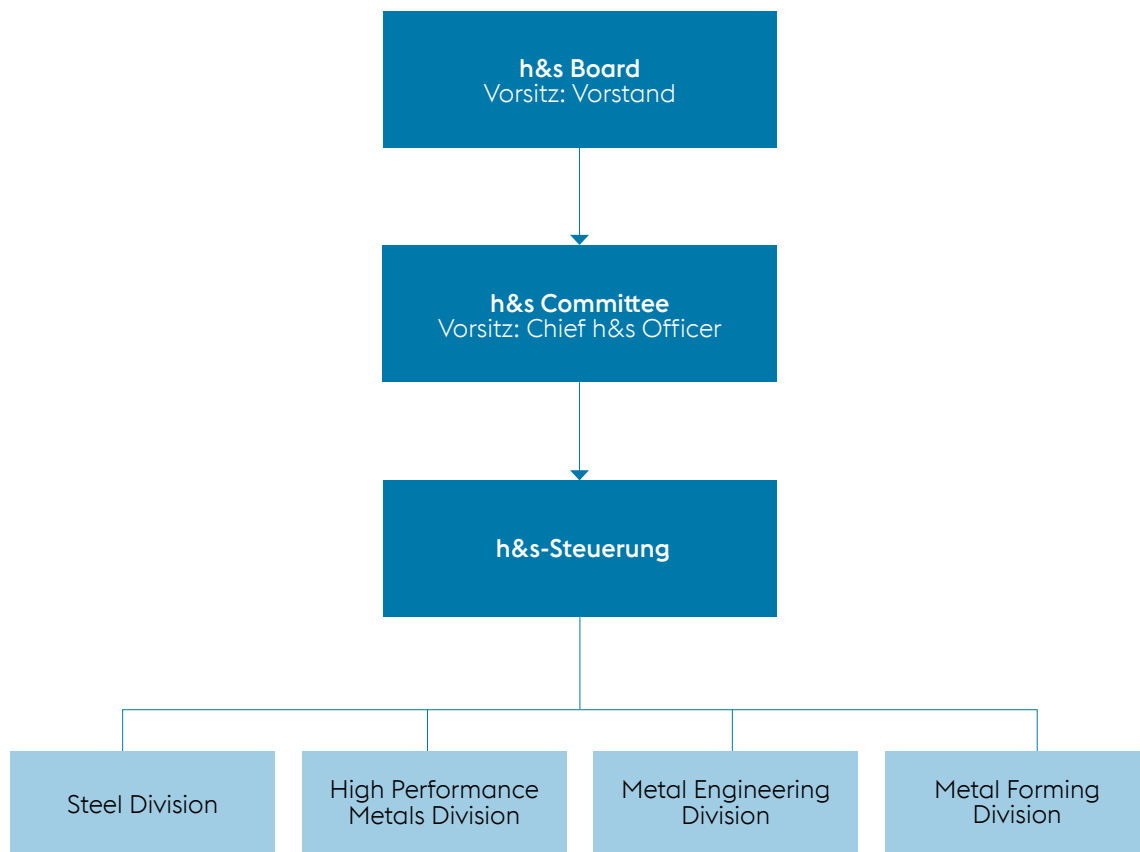 h&s Board
Vorsitz: Vorstand
h&s Committee
Vorsitz: Chief h&s Officer
h&s-Steuerung
Steel Division
High Performance
Metals Division
Metal Engineering
Division
Metal Forming
Division